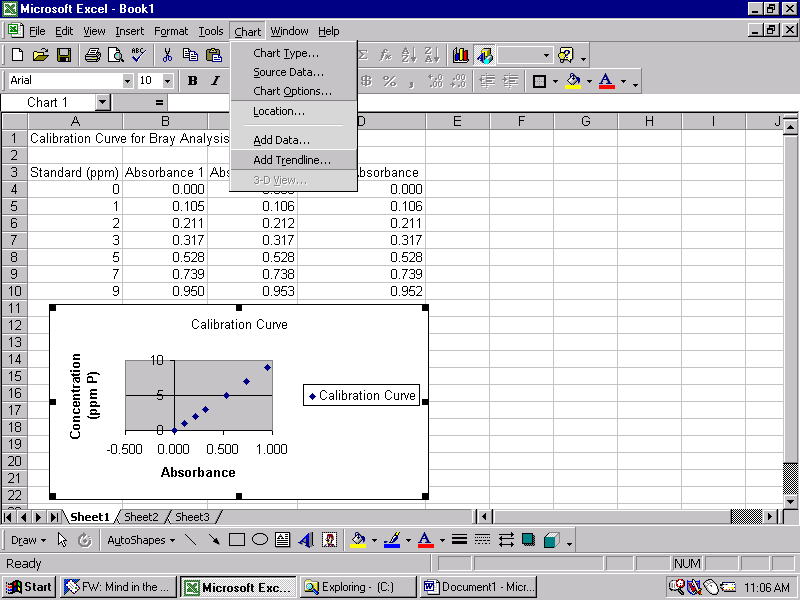 Microsoft Excel - Book1
File Edit View Insert Format Tools Chart Window Help
Arial 10 B I $ % ,
Chart 1 =
Chart Type...
Source Data...
Chart Options...
Location...
Add Data...
Add Trendline...
3-D View...
A B D E F G H I J
1 Calibration Curve for Bray Analysis
2
3 Standard (ppm) Absorbance 1 Abs bsorbance
4 0 0.000 0.000
5 1 0.105 0.106 0.106
6 2 0.211 0.212 0.211
7 3 0.317 0.317 0.317
8 5 0.528 0.528 0.528
9 7 0.739 0.738 0.739
10 9 0.950 0.953 0.952
11
12
13
14
15
16
17
18
19
20
21
22
Calibration Curve
Concentration
(ppm P)
10
5
0
-0.500 0.000 0.500 1.000
Absorbance
Calibration Curve
Sheet1 Sheet2 Sheet3
Draw AutoShapes
Ready NUM
Start FW: Mind in the ... Microsoft Exc... Exploring - (C:) Document1 - Micr... 11:06 AM